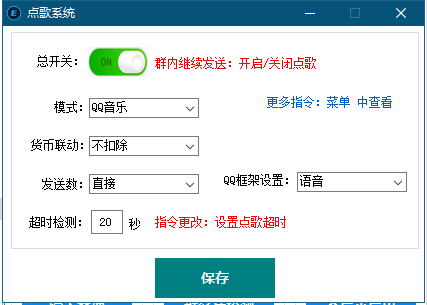 点歌系统
总开关： ON 群内继续发送：开启/关闭点歌
模式： QQ音乐 更多指令：菜单 中查看
货币联动： 不扣除
发送数： 直接 QQ框架设置： 语音
超时检测： 20 秒 指令更改：设置点歌超时
保存